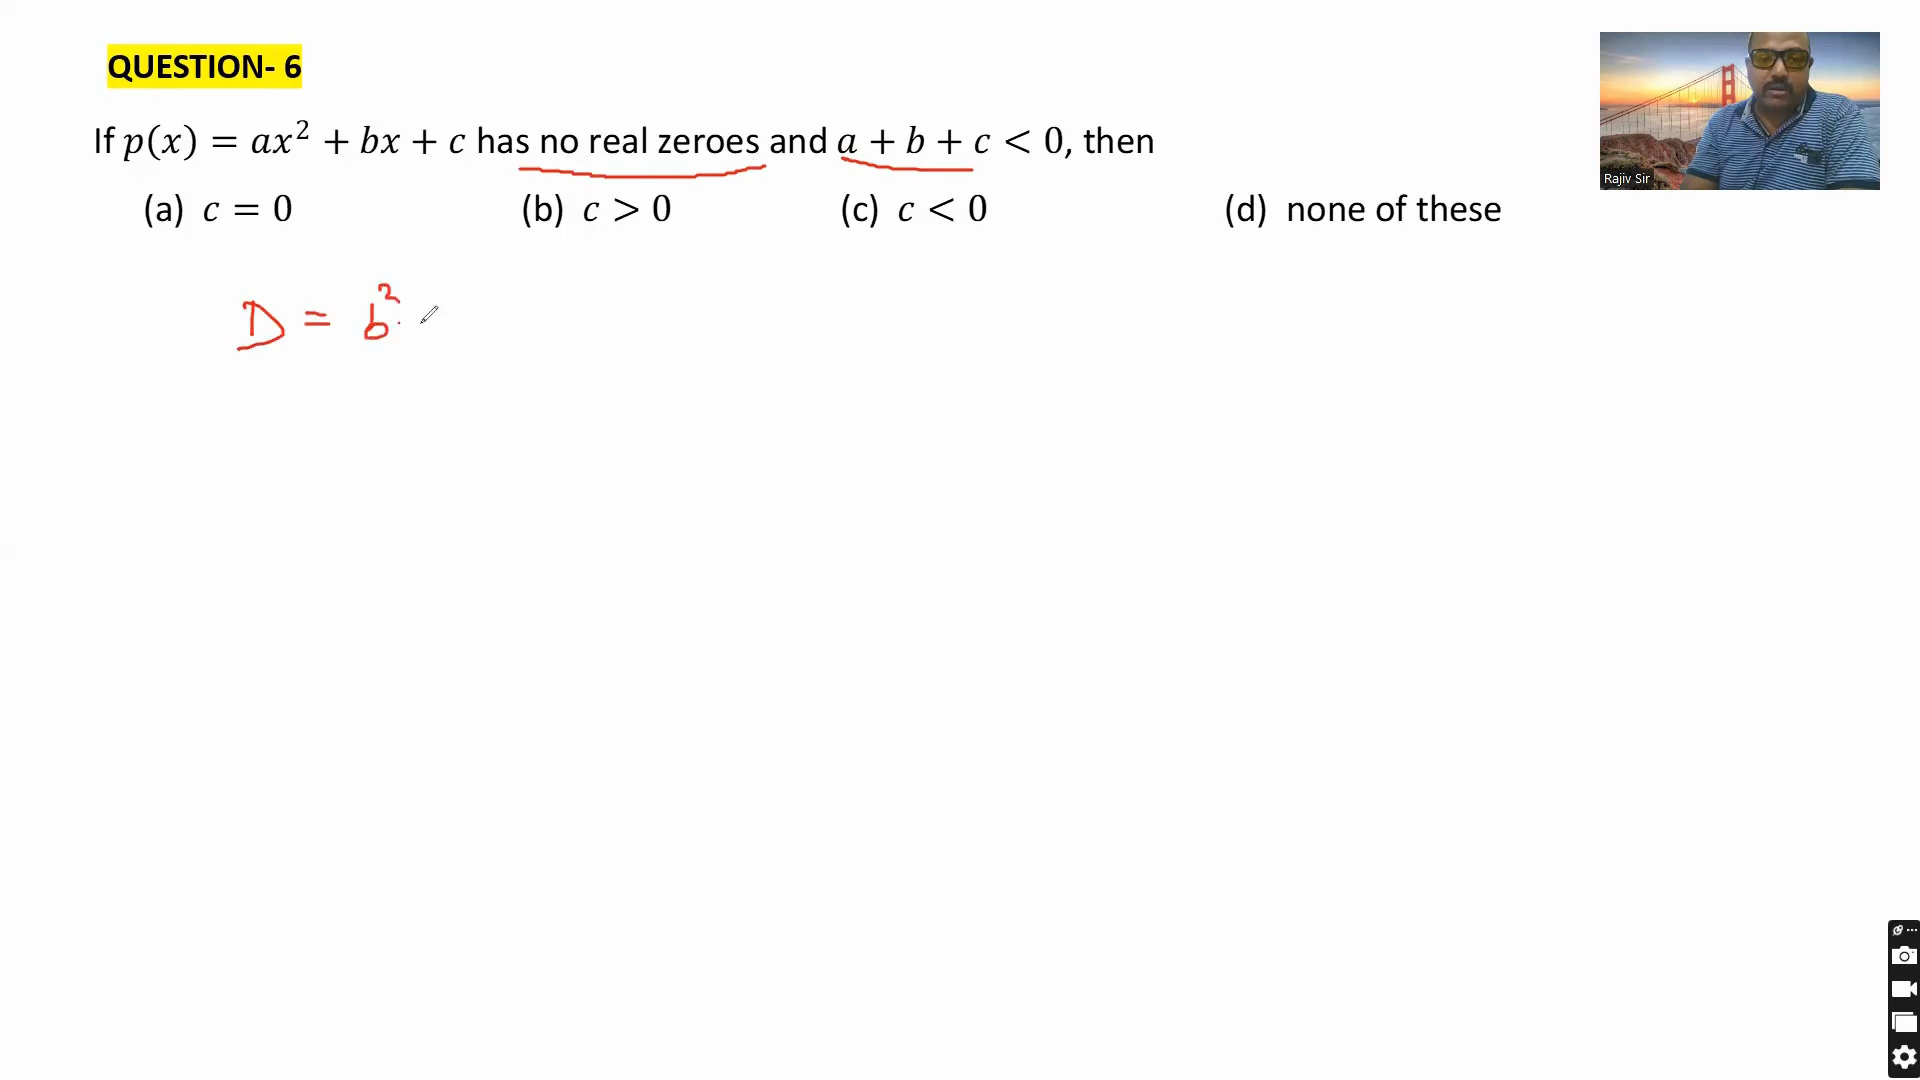 QUESTION- 6
If p(x) = ax² + bx + c has no real zeroes and a + b + c < 0, then
(a) c = 0 (b) c > 0 (c) c < 0 (d) none of these
D = b²
Rajiv Sir